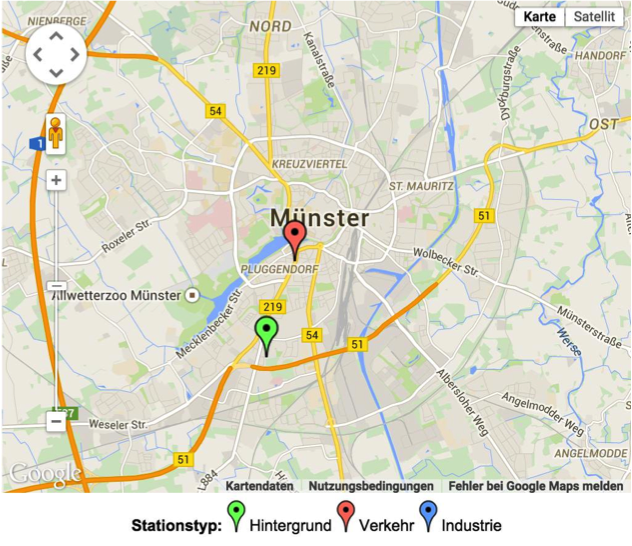 NIENBERGE
NORD
Karte
Satellit
Kanalstraße
HANDORF
219
Dyckburgstraße
54
OST
1
KREUZVIERTEL
ST. MAURITZ
Münster
51
Roxeler Str.
PLUGGENDORF
Wolbecker Str.
Allwetterzoo Münster
219
Mecklenbecker Str.
54
51
Münsterstraße
Werse
Albersloher Weg
Angelmodder Weg
Weseler Str.
ANGELMODDE
51
L884
Google
Kartendaten Nutzungsbedingungen Fehler bei Google Maps melden
Stationstyp: Hintergrund Verkehr Industrie